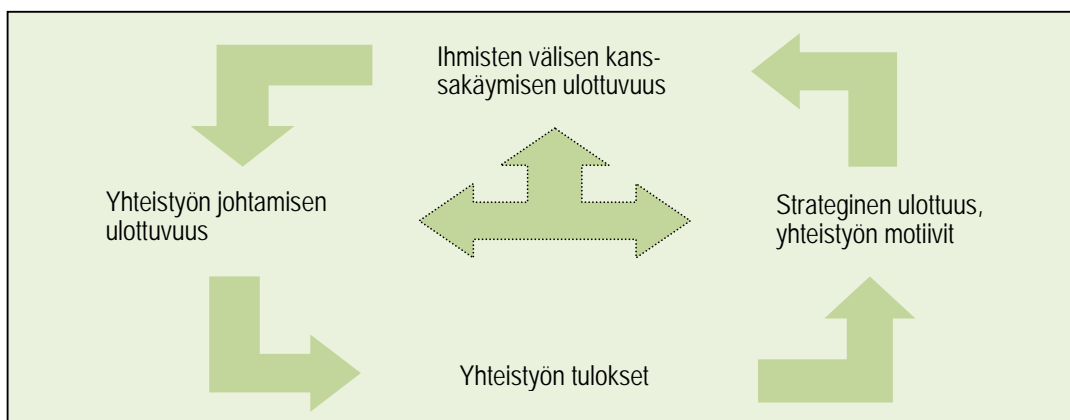 Ihmisten välisen kans-
sakäymisen ulottuvuus
Yhteistyön johtamisen
ulottuvuus
Strateginen ulottuus,
yhteistyön motiivit
Yhteistyön tulokset